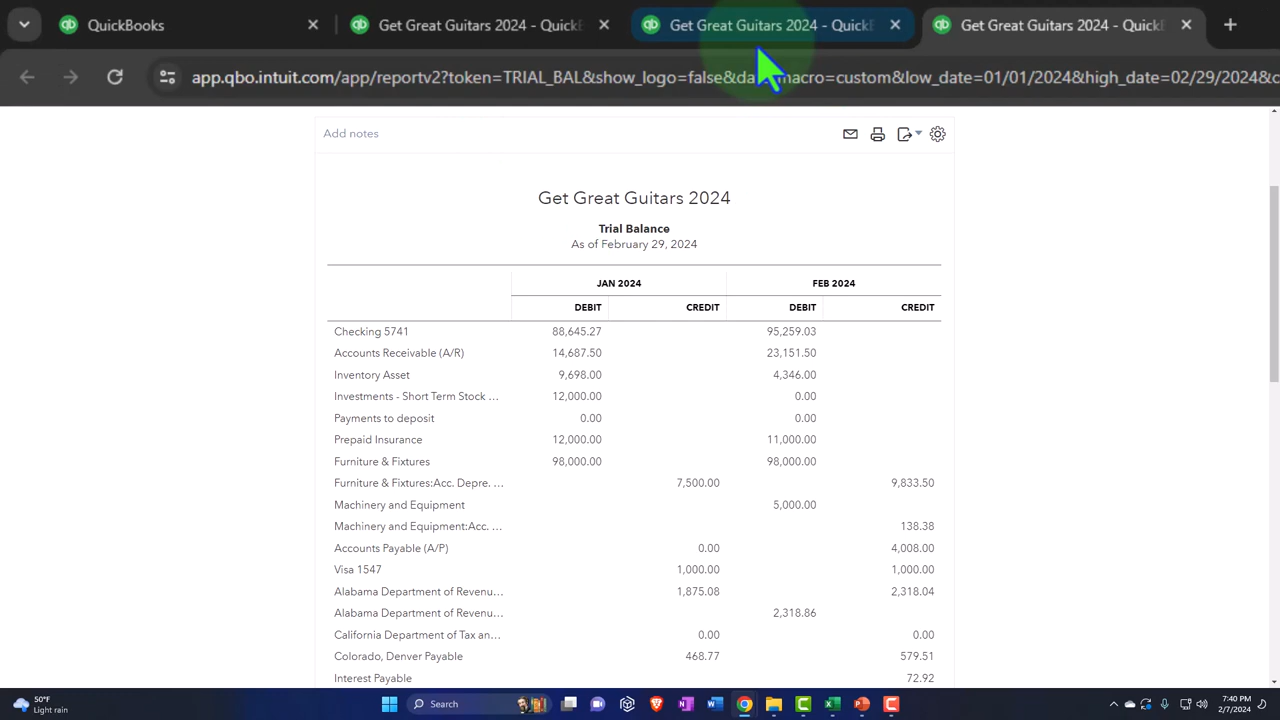 QuickBooks
Get Great Guitars 2024 - QuickB
Get Great Guitars 2024 - QuickB
Get Great Guitars 2024 - QuickB
app.qbo.intuit.com/app/reportv2?token=TRIAL_BAL&show_logo=false&da macro=custom&low_date=01/01/2024&high_date=02/29/2024&c
Add notes
Get Great Guitars 2024
Trial Balance
As of February 29, 2024
JAN 2024 FEB 2024
DEBIT CREDIT DEBIT CREDIT
Checking 5741 88,645.27 95,259.03
Accounts Receivable (A/R) 14,687.50 23,151.50
Inventory Asset 9,698.00 4,346.00
Investments - Short Term Stock ... 12,000.00 0.00
Payments to deposit 0.00 0.00
Prepaid Insurance 12,000.00 11,000.00
Furniture & Fixtures 98,000.00 98,000.00
Furniture & Fixtures:Acc. Depre. ... 7,500.00 9,833.50
Machinery and Equipment 5,000.00
Machinery and Equipment:Acc. ... 138.38
Accounts Payable (A/P) 0.00 4,008.00
Visa 1547 1,000.00 1,000.00
Alabama Department of Revenu... 1,875.08 2,318.04
Alabama Department of Revenu... 2,318.86
California Department of Tax an... 0.00 0.00
Colorado, Denver Payable 468.77 579.51
Interest Payable 72.92
50°F
Light rain
Search
7:40 PM
2/7/2024